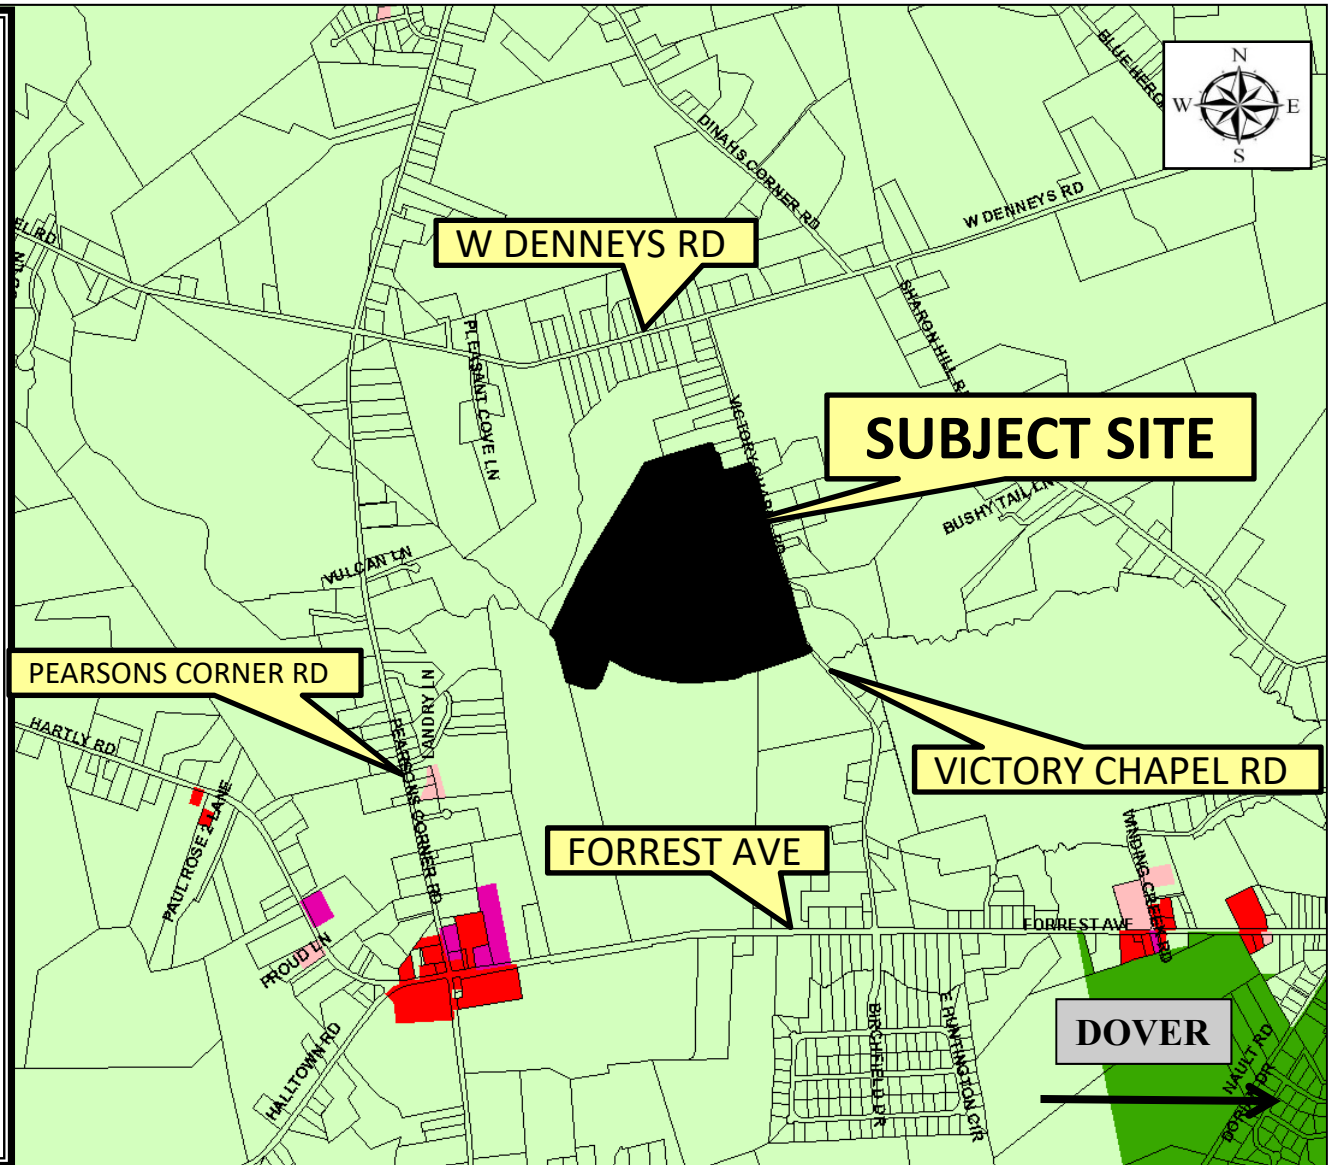 BLUE HERO
N
W E
S
DINAHS CORNER RD
W DENNEYS RD
W DENNEYS RD
EL RD
SHARON HILL R
PLEASANT COVE LN
VICTORY CHAPEL RD
SUBJECT SITE
BUSHY TAIL LN
VULCAN LN
PEARSONS CORNER RD
LANDRY LN
HARTLY RD
PEARSONS CORNER RD
VICTORY CHAPEL RD
PAUL ROSE 2 LANE
FORREST AVE
WINDING CREEK RD
FORREST AVE
PROUD LN
DOVER
HALLTOWN RD
BIRCHFIELD DR
E HUNTINGTON CIR
NAULT RD